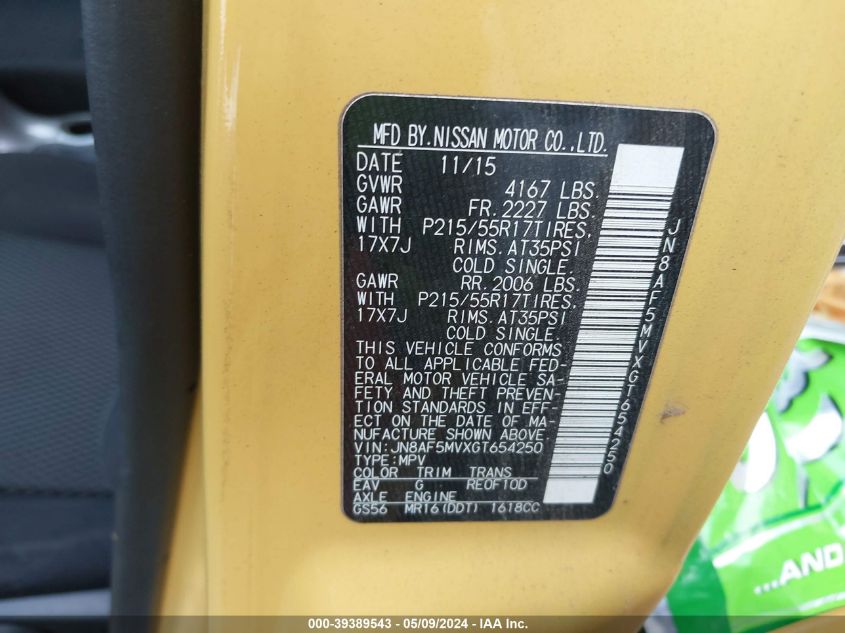 MFD BY.NISSAN MOTOR CO.,LTD.
DATE 11/15
GVWR 4167 LBS.
GAWR FR. 2227 LBS.
WITH P215/55R17TIRES,
17X7J RIMS. AT35PSI
COLD SINGLE.
GAWR RR. 2006 LBS.
WITH P215/55R17TIRES,
17X7J RIMS. AT35PSI
COLD SINGLE.
THIS VEHICLE CONFORMS
TO ALL APPLICABLE FED-
ERAL MOTOR VEHICLE SA-
FETY AND THEFT PREVEN-
TION STANDARDS IN EFF-
ECT ON THE DATE OF MA-
NUFACTURE SHOWN ABOVE.
VIN:JN8AF5MVXGT654250
TYPE:MPV
COLOR TRIM TRANS
EAV G RE0F10D
AXLE ENGINE
GS56 MR16(DDT) 1618CC
JN8AF5MVXGT654250
...AND
000-39389543 / 05/09/2024 - IAA Inc.